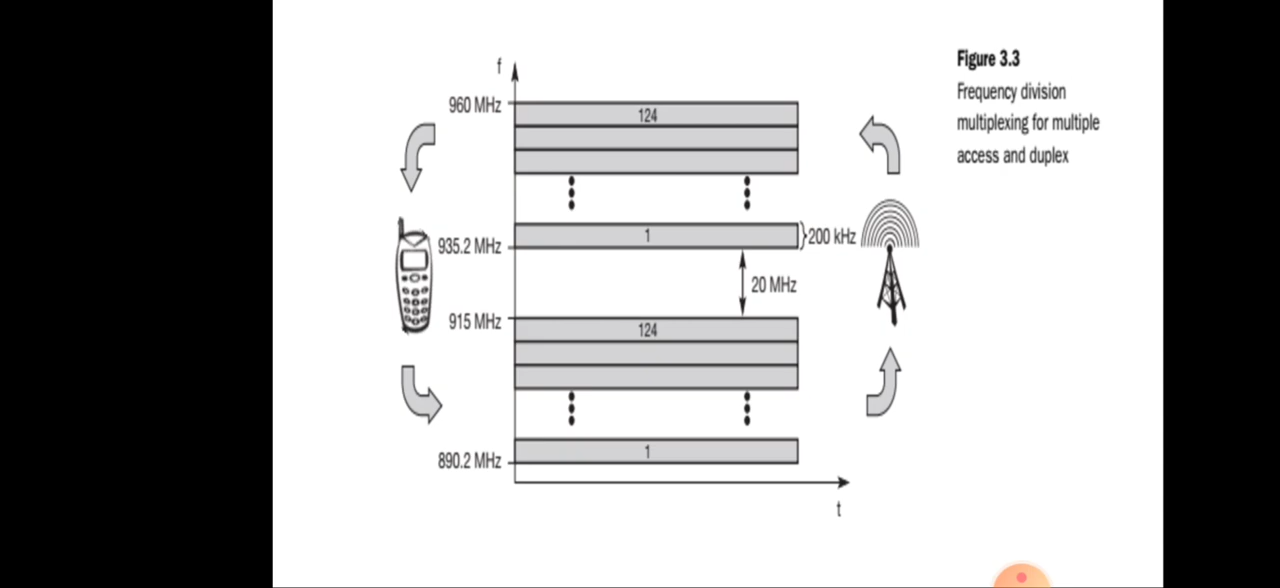 Figure 3.3
Frequency division
multiplexing for multiple
access and duplex
f
960 MHz
124
1
200 kHz
935.2 MHz
20 MHz
915 MHz
124
1
890.2 MHz
t